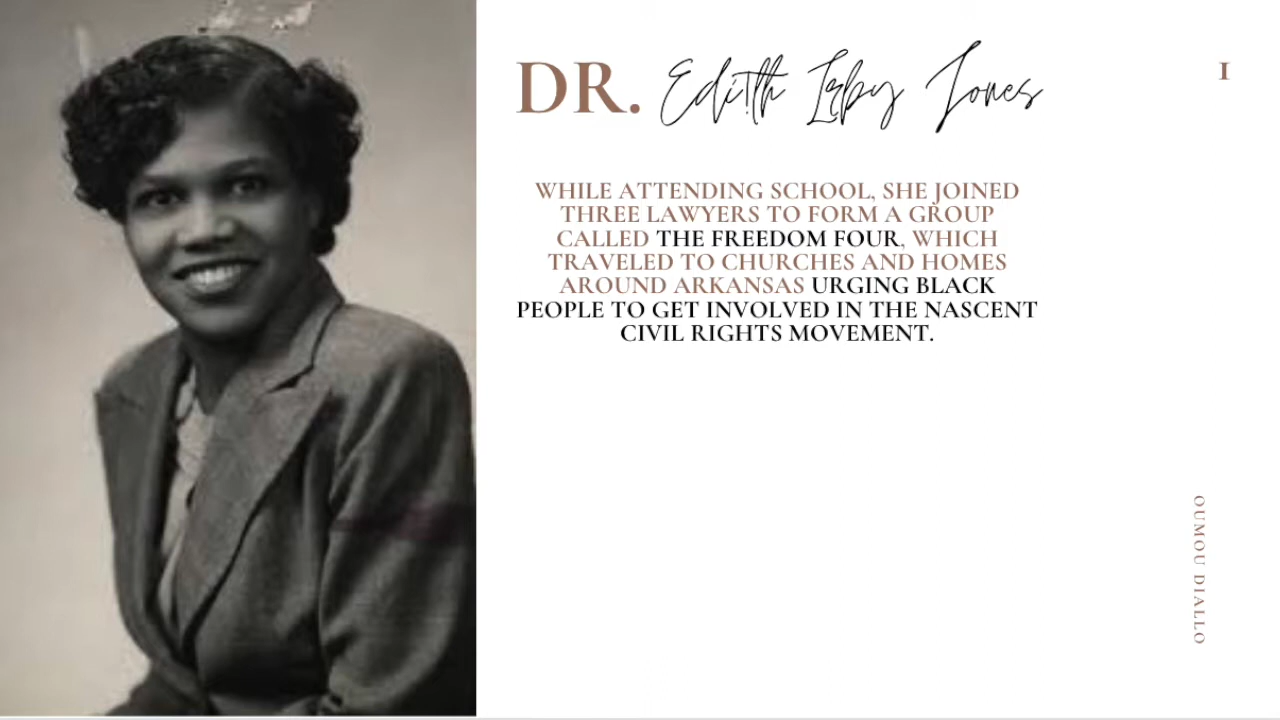 DR. Edith Irby Jones
1
WHILE ATTENDING SCHOOL, SHE JOINED
THREE LAWYERS TO FORM A GROUP
CALLED THE FREEDOM FOUR, WHICH
TRAVELED TO CHURCHES AND HOMES
AROUND ARKANSAS URGING BLACK
PEOPLE TO GET INVOLVED IN THE NASCENT
CIVIL RIGHTS MOVEMENT.
OUMOU DIALLO